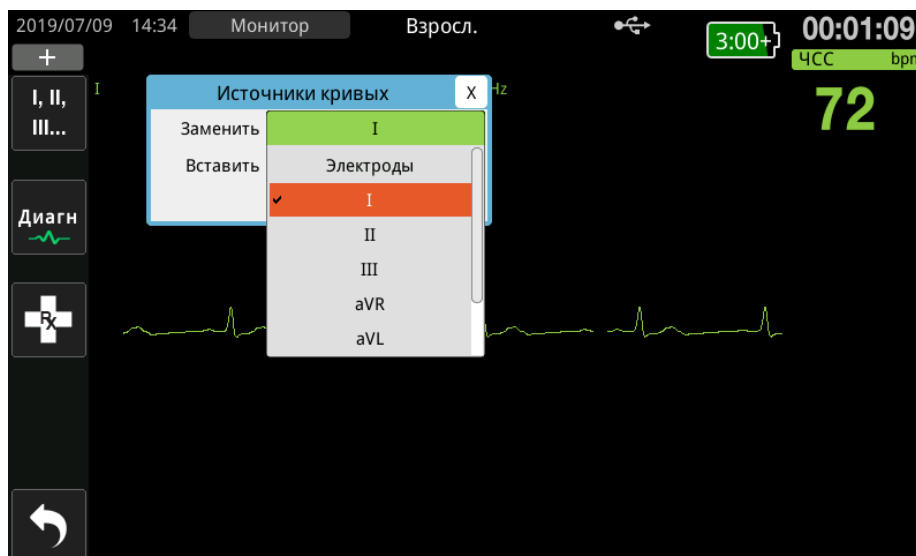 2019/07/09 14:34 Монитор Взросл. 3:00+ 00:01:09
+
ЧСС bpm
72
I, II,
III...
I
Hz
Источники кривых X
Заменить I
Вставить Электроды
I
II
III
aVR
aVL
Диагн
Rx